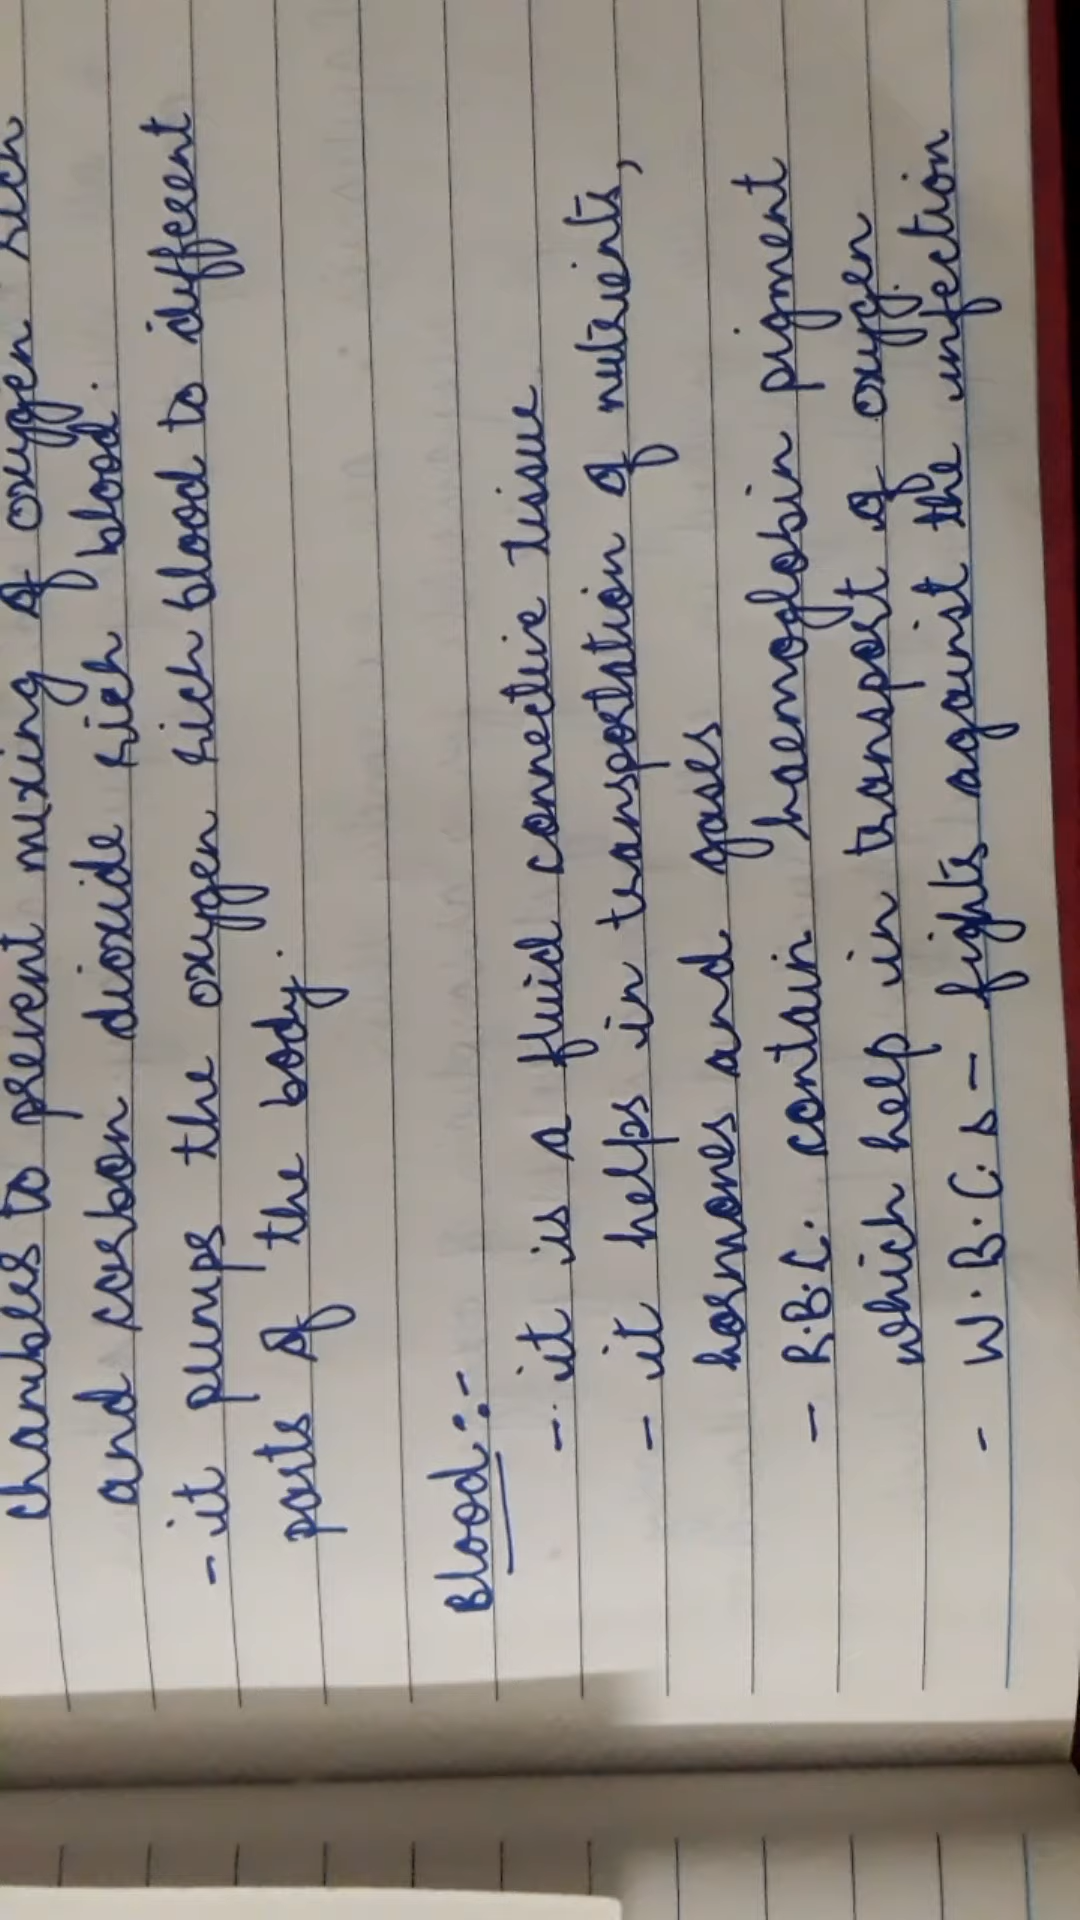 chambers to prevent mixing of oxygen rich
and carbon dioxide rich blood.
- it pumps the oxygen rich blood to different
parts of the body.
Blood :-
- it is a fluid connective tissue
- it helps in transportation of nutrients,
hormones and gases
- R.B.C. contain haemoglobin pigment
which help in transport of oxygen.
- W.B.C.s - fights against the infection